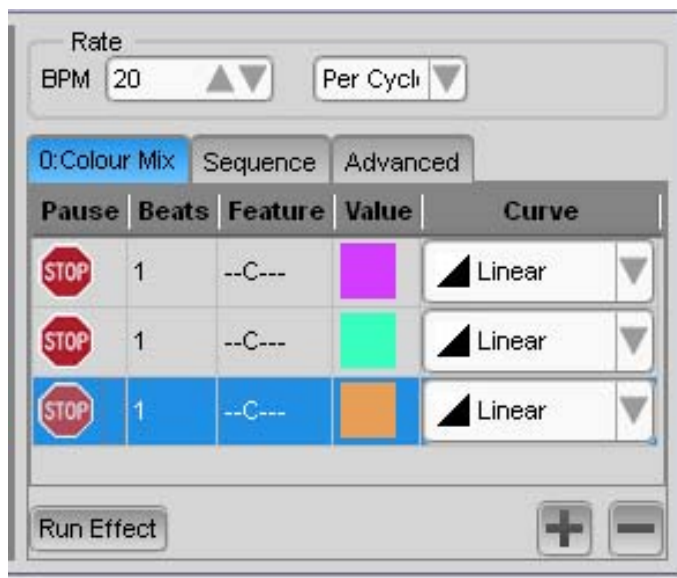 Rate
BPM 20 Per Cycl
0:Colour Mix Sequence Advanced
Pause Beats Feature Value Curve
STOP 1 --C--- Linear
STOP 1 --C--- Linear
STOP 1 --C--- Linear
Run Effect + −